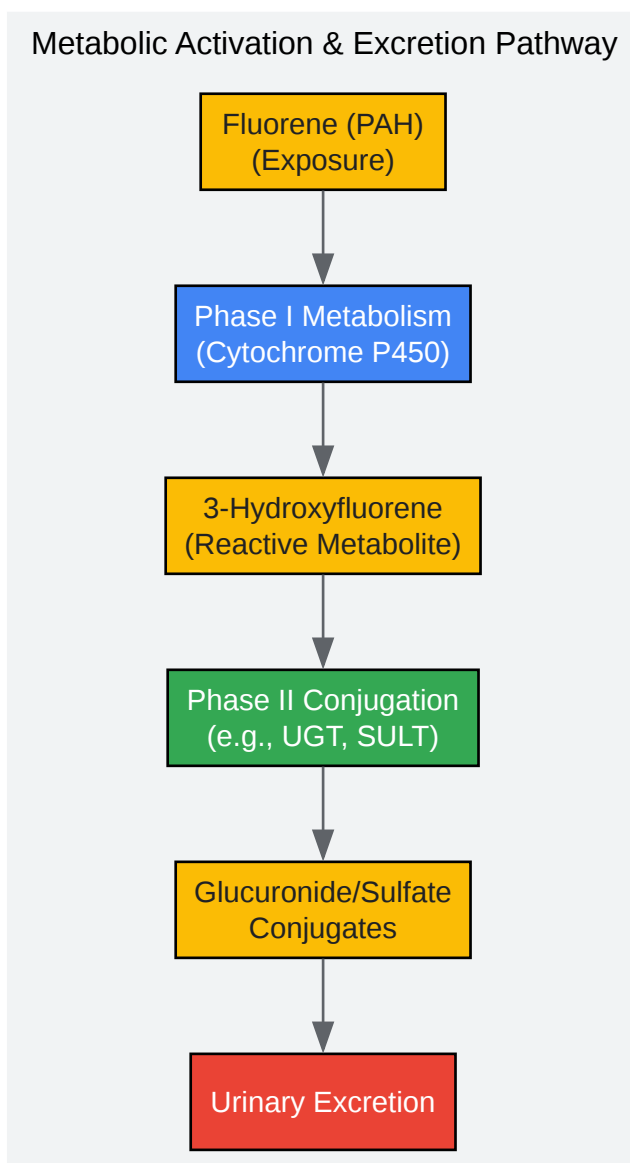 Metabolic Activation & Excretion Pathway
Fluorene (PAH)
(Exposure)
Phase I Metabolism
(Cytochrome P450)
3-Hydroxyfluorene
(Reactive Metabolite)
Phase II Conjugation
(e.g., UGT, SULT)
Glucuronide/Sulfate
Conjugates
Urinary Excretion